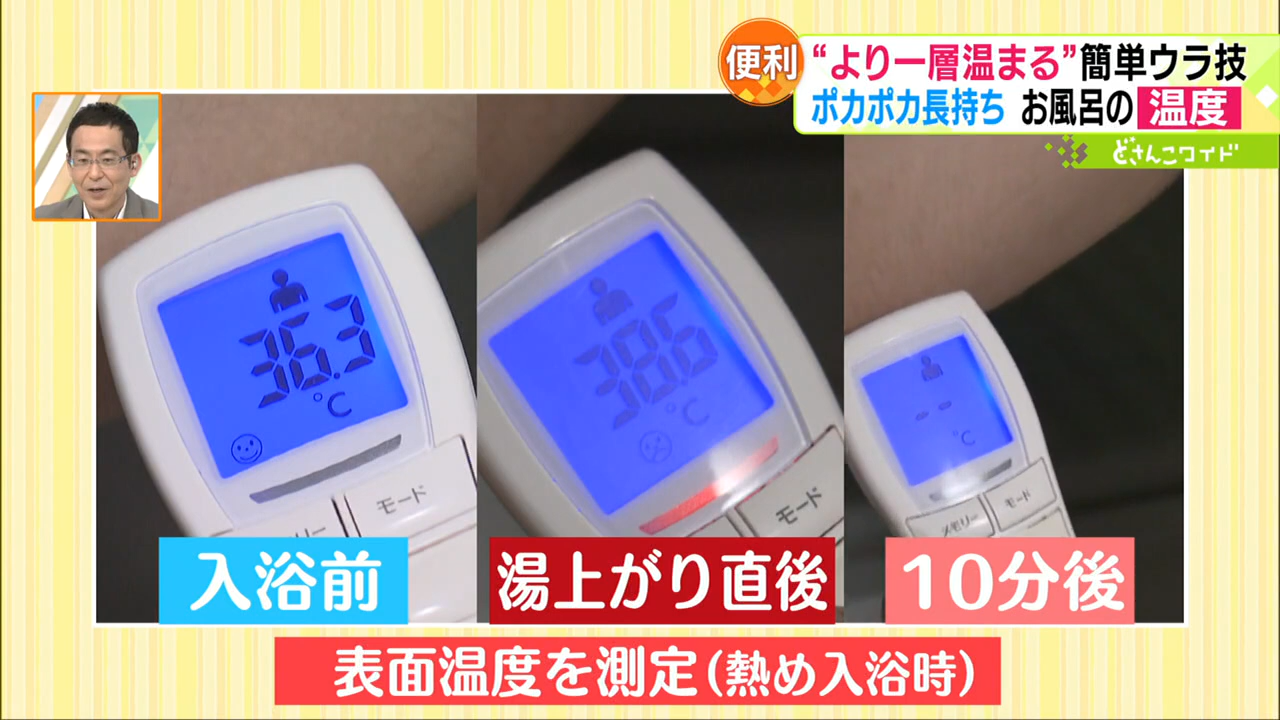 便利
“より一層温まる”簡単ウラ技
ポカポカ長持ち お風呂の 温度
どさんこワイド
36.3
℃
モード
38.6
℃
モード
--
℃
メモリー
モード
入浴前
湯上がり直後
10分後
表面温度を測定(熱め入浴時)